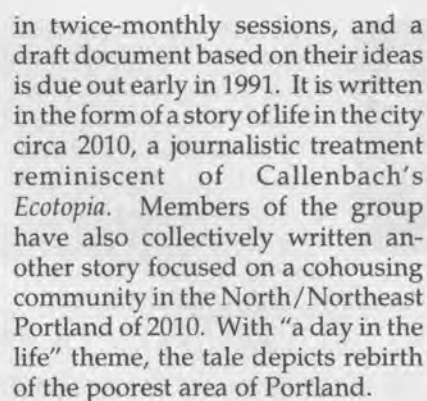 in twice-monthly sessions, and a
draft document based on their ideas
is due out early in 1991. It is written
in the form of a story of life in the city
circa 2010, a journalistic treatment
reminiscent of Callenbach's
Ecotopia. Members of the group
have also collectively written an-
other story focused on a cohousing
community in the North/Northeast
Portland of 2010. With "a day in the
life" theme, the tale depicts rebirth
of the poorest area of Portland.